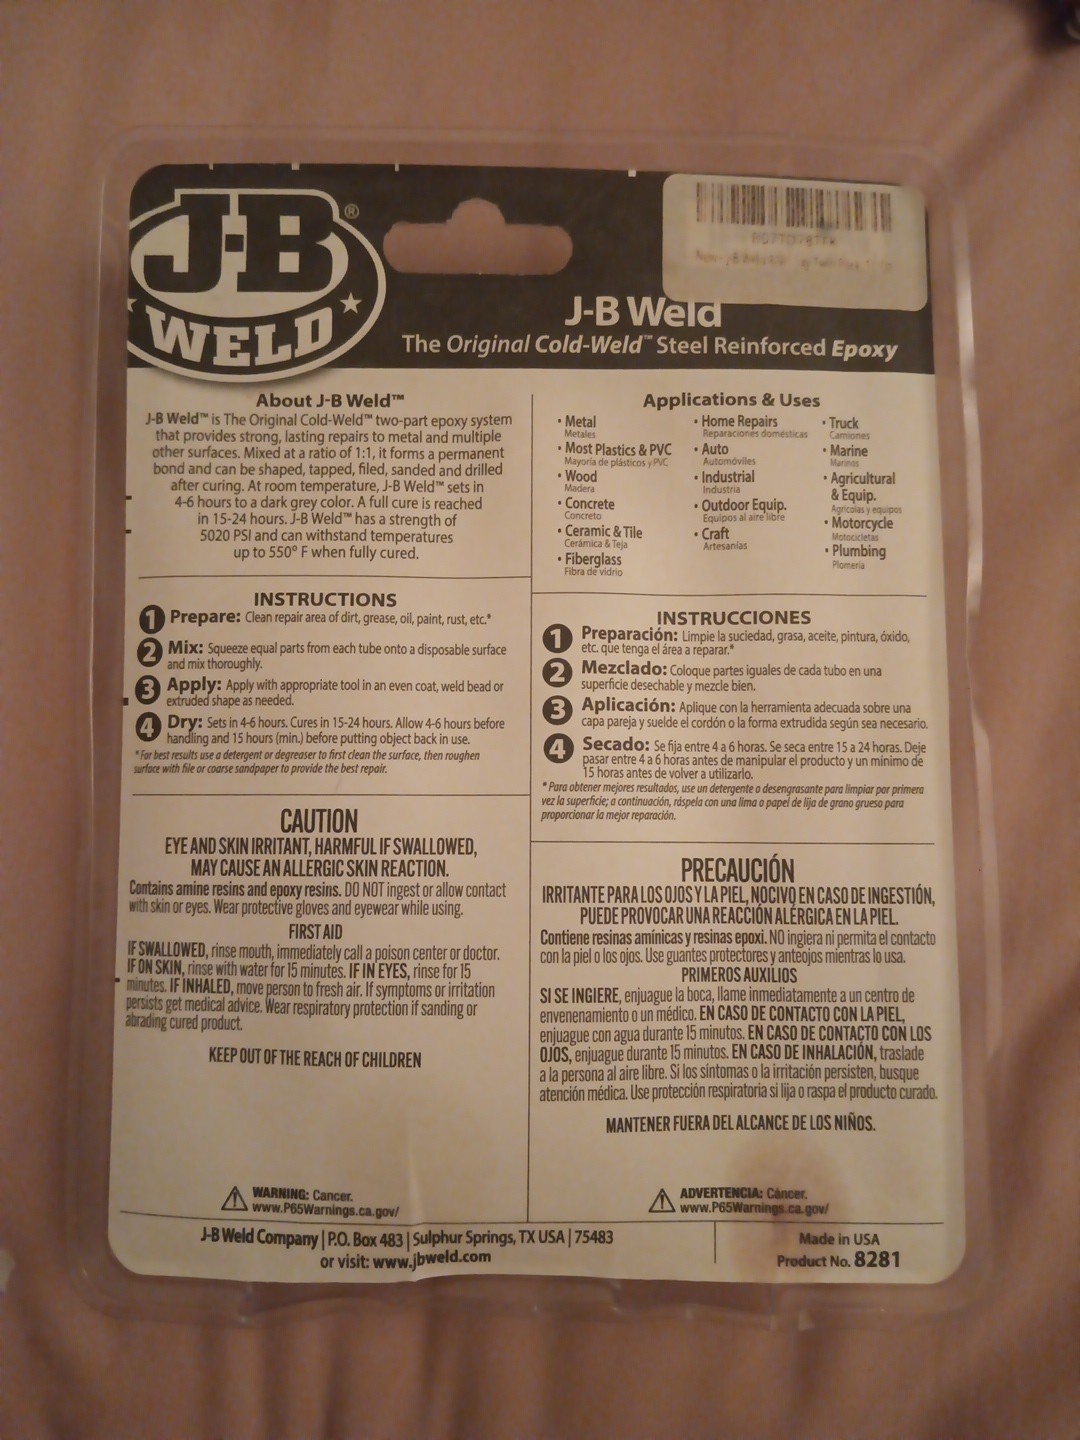 J-B ®
WELD
J-B Weld
The Original Cold-Weld™ Steel Reinforced Epoxy
About J-B Weld™
J-B Weld™ is The Original Cold-Weld™ two-part epoxy system
that provides strong, lasting repairs to metal and multiple
other surfaces. Mixed at a ratio of 1:1, it forms a permanent
bond and can be shaped, tapped, filed, sanded and drilled
after curing. At room temperature, J-B Weld™ sets in
4-6 hours to a dark grey color. A full cure is reached
in 15-24 hours. J-B Weld™ has a strength of
5020 PSI and can withstand temperatures
up to 550° F when fully cured.
Applications & Uses
• Metal
Metales
• Most Plastics & PVC
Mayoría de plásticos y PVC
• Wood
Madera
• Concrete
Concreto
• Ceramic & Tile
Cerámica & Teja
• Fiberglass
Fibra de vidrio
• Home Repairs
Reparaciones domésticas
• Auto
Automóviles
• Industrial
Industria
• Outdoor Equip.
Equipos al aire libre
• Craft
Artesanías
• Truck
Camiones
• Marine
Marinos
• Agricultural
& Equip.
Agrícolas y equipos
• Motorcycle
Motocicletas
• Plumbing
Plomería
INSTRUCTIONS
1 Prepare: Clean repair area of dirt, grease, oil, paint, rust, etc.*
2 Mix: Squeeze equal parts from each tube onto a disposable surface
and mix thoroughly.
3 Apply: Apply with appropriate tool in an even coat, weld bead or
extruded shape as needed.
4 Dry: Sets in 4-6 hours. Cures in 15-24 hours. Allow 4-6 hours before
handling and 15 hours (min.) before putting object back in use.
* For best results use a detergent or degreaser to first clean the surface, then roughen
surface with file or coarse sandpaper to provide the best repair.
INSTRUCCIONES
1 Preparación: Limpie la suciedad, grasa, aceite, pintura, óxido,
etc. que tenga el área a reparar.*
2 Mezclado: Coloque partes iguales de cada tubo en una
superficie desechable y mezcle bien.
3 Aplicación: Aplique con la herramienta adecuada sobre una
capa pareja y suelde el cordón o la forma extrudida según sea necesario.
4 Secado: Se fija entre 4 a 6 horas. Se seca entre 15 a 24 horas. Deje
pasar entre 4 a 6 horas antes de manipular el producto y un mínimo de
15 horas antes de volver a utilizarlo.
* Para obtener mejores resultados, use un detergente o desengrasante para limpiar por primera
vez la superficie; a continuación, ráspela con una lima o papel de lija de grano grueso para
proporcionar la mejor reparación.
CAUTION
EYE AND SKIN IRRITANT, HARMFUL IF SWALLOWED,
MAY CAUSE AN ALLERGIC SKIN REACTION.
Contains amine resins and epoxy resins. DO NOT ingest or allow contact
with skin or eyes. Wear protective gloves and eyewear while using.
FIRST AID
IF SWALLOWED, rinse mouth, immediately call a poison center or doctor.
IF ON SKIN, rinse with water for 15 minutes. IF IN EYES, rinse for 15
minutes. IF INHALED, move person to fresh air. If symptoms or irritation
persists get medical advice. Wear respiratory protection if sanding or
abrading cured product.
KEEP OUT OF THE REACH OF CHILDREN
PRECAUCIÓN
IRRITANTE PARA LOS OJOS Y LA PIEL, NOCIVO EN CASO DE INGESTIÓN,
PUEDE PROVOCAR UNA REACCIÓN ALÉRGICA EN LA PIEL.
Contiene resinas amínicas y resinas epoxi. NO ingiera ni permita el contacto
con la piel o los ojos. Use guantes protectores y anteojos mientras lo usa.
PRIMEROS AUXILIOS
SI SE INGIERE, enjuague la boca, llame inmediatamente a un centro de
envenenamiento o un médico. EN CASO DE CONTACTO CON LA PIEL,
enjuague con agua durante 15 minutos. EN CASO DE CONTACTO CON LOS
OJOS, enjuague durante 15 minutos. EN CASO DE INHALACIÓN, traslade
a la persona al aire libre. Si los síntomas o la irritación persisten, busque
atención médica. Use protección respiratoria si lija o raspa el producto curado.
MANTENER FUERA DEL ALCANCE DE LOS NIÑOS.
WARNING: Cancer.
www.P65Warnings.ca.gov/
ADVERTENCIA: Cáncer.
www.P65Warnings.ca.gov/
J-B Weld Company | P.O. Box 483 | Sulphur Springs, TX USA | 75483
or visit: www.jbweld.com
Made in USA
Product No. 8281